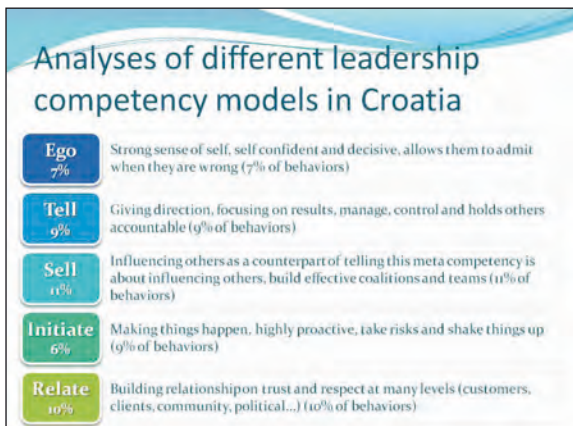 Analyses of different leadership
competency models in Croatia
Ego
7%
Strong sense of self, self confident and decisive, allows them to admit
when they are wrong (7% of behaviors)
Tell
9%
Giving direction, focusing on results, manage, control and holds others
accountable (9% of behaviors)
Sell
11%
Influencing others as a counterpart of telling this meta competency is
about influencing others, build effective coalitions and teams (11% of
behaviors)
Initiate
6%
Making things happen. highly proactive, take risks and shake things up
(9% of behaviors)
Relate
10%
Building relationship on trust and respect at many levels (customers,
clients, community, political...) (10% of behaviors)